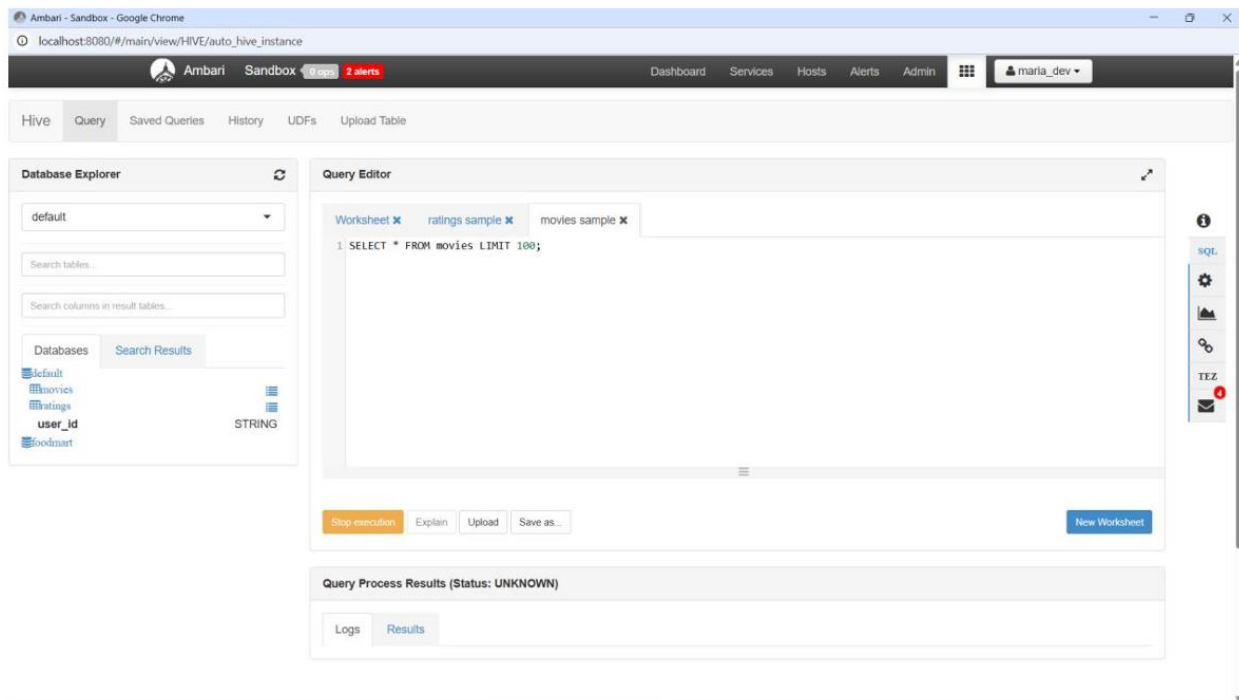 Ambari - Sandbox - Google Chrome
localhost:8080/#/main/view/HIVE/auto_hive_instance
Ambari Sandbox 0 ops 2 alerts Dashboard Services Hosts Alerts Admin maria_dev
Hive Query Saved Queries History UDFs Upload Table
Database Explorer
default
Search tables...
Search columns in result tables...
Databases Search Results
default
movies
ratings
user_id STRING
foodmart
Query Editor
Worksheet ratings sample movies sample
1 SELECT * FROM movies LIMIT 100;
Stop execution Explain Upload Save as... New Worksheet
Query Process Results (Status: UNKNOWN)
Logs Results
SQL
TEZ
4